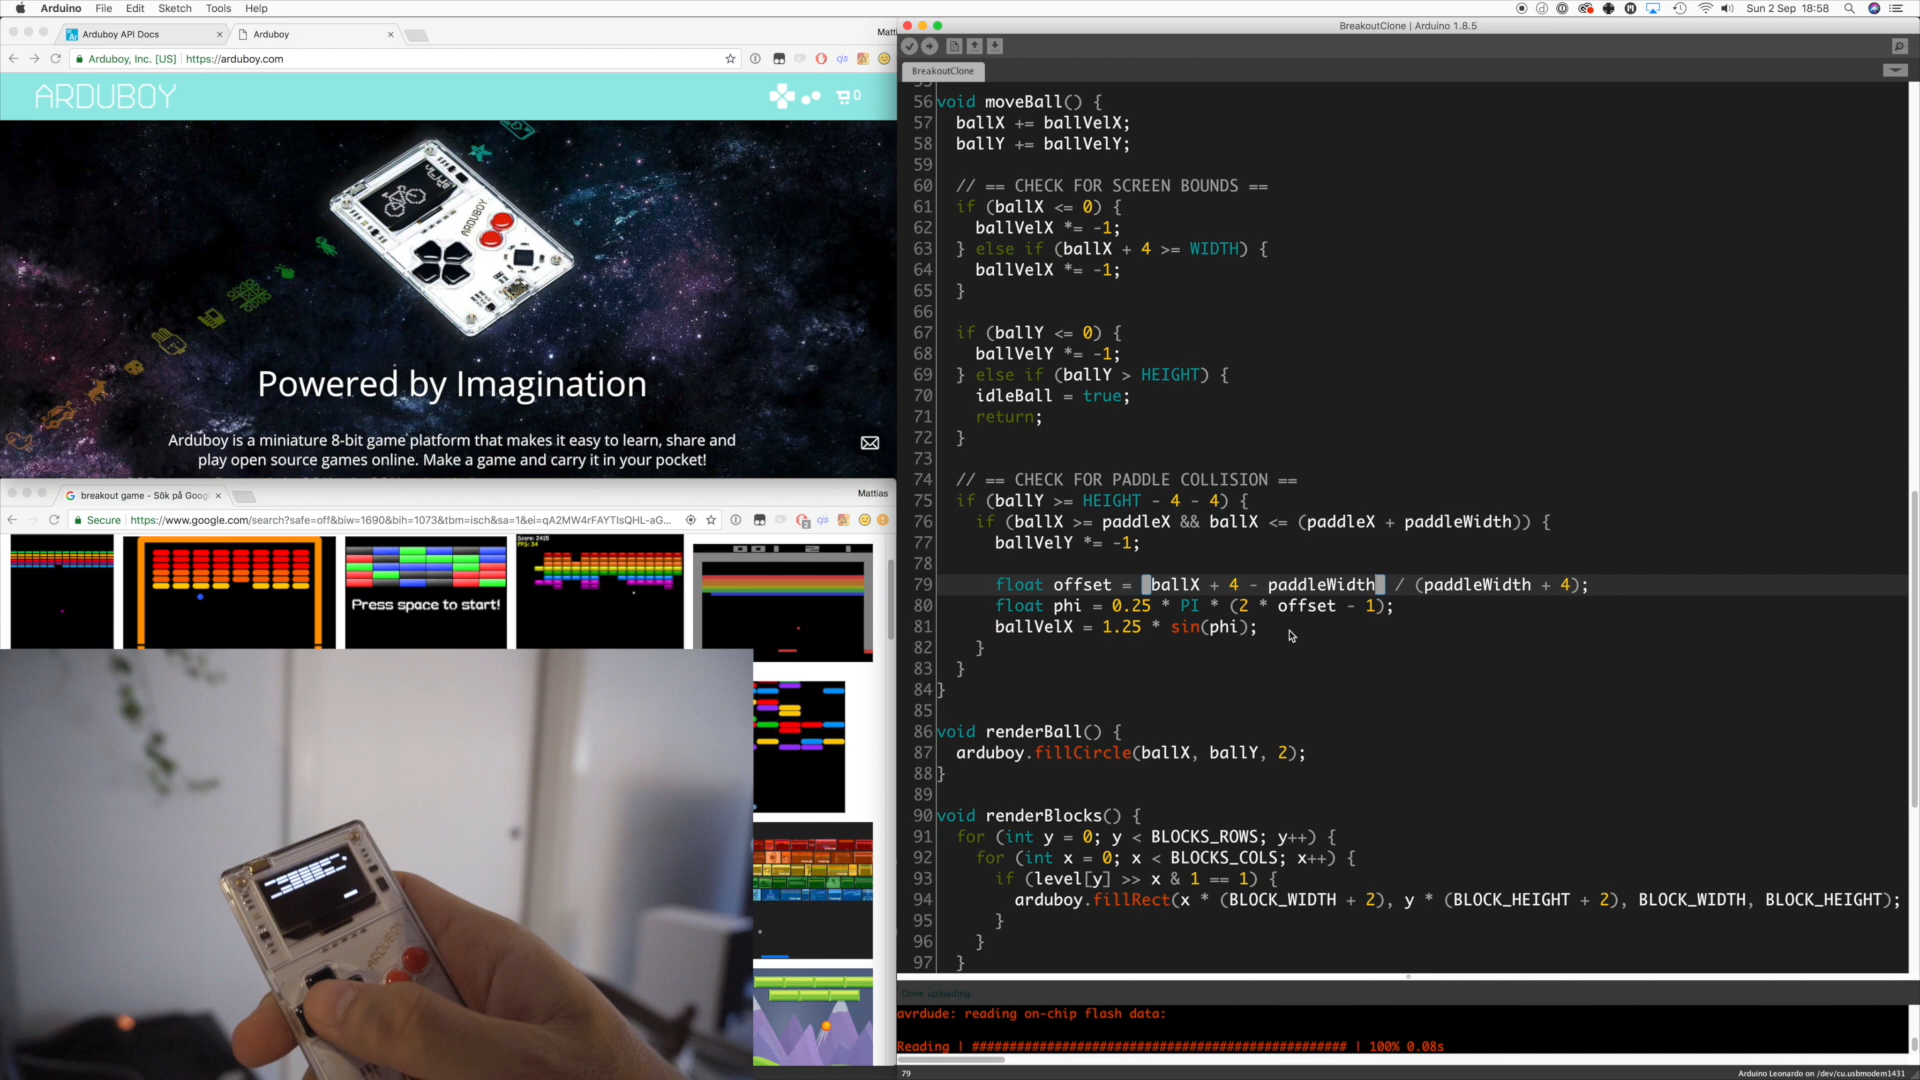 Arduino File Edit Sketch Tools Help
Sun 2 Sep 18:58
Arduboy API Docs
Arduboy
Arduboy, Inc. [US] https://arduboy.com
ARDUBOY
0
ARDUBOY
Powered by Imagination
Arduboy is a miniature 8-bit game platform that makes it easy to learn, share and
play open source games online. Make a game and carry it in your pocket!
breakout game - Sök på Goog
Mattias
Secure https://www.google.com/search?safe=off&biw=1690&bih=1073&tbm=isch&sa=1&ei=qA2MW4rFAYTIsQHL-aG...
Press space to start!
ARDUBOY
BreakoutClone | Arduino 1.8.5
BreakoutClone
56 void moveBall() {
57 ballX += ballVelX;
58 ballY += ballVelY;
59
60 // == CHECK FOR SCREEN BOUNDS ==
61 if (ballX <= 0) {
62 ballVelX *= -1;
63 } else if (ballX + 4 >= WIDTH) {
64 ballVelX *= -1;
65 }
66
67 if (ballY <= 0) {
68 ballVelY *= -1;
69 } else if (ballY > HEIGHT) {
70 idleBall = true;
71 return;
72 }
73
74 // == CHECK FOR PADDLE COLLISION ==
75 if (ballY >= HEIGHT - 4 - 4) {
76 if (ballX >= paddleX && ballX <= (paddleX + paddleWidth)) {
77 ballVelY *= -1;
78
79 float offset = (ballX + 4 - paddleWidth) / (paddleWidth + 4);
80 float phi = 0.25 * PI * (2 * offset - 1);
81 ballVelX = 1.25 * sin(phi);
82 }
83 }
84 }
85
86 void renderBall() {
87 arduboy.fillCircle(ballX, ballY, 2);
88 }
89
90 void renderBlocks() {
91 for (int y = 0; y < BLOCKS_ROWS; y++) {
92 for (int x = 0; x < BLOCKS_COLS; x++) {
93 if (level[y] >> x & 1 == 1) {
94 arduboy.fillRect(x * (BLOCK_WIDTH + 2), y * (BLOCK_HEIGHT + 2), BLOCK_WIDTH, BLOCK_HEIGHT);
95 }
96 }
97 }
Done uploading.
avrdude: reading on-chip flash data:
Reading | ################################################## | 100% 0.08s
79
Arduino Leonardo on /dev/cu.usbmodem1431